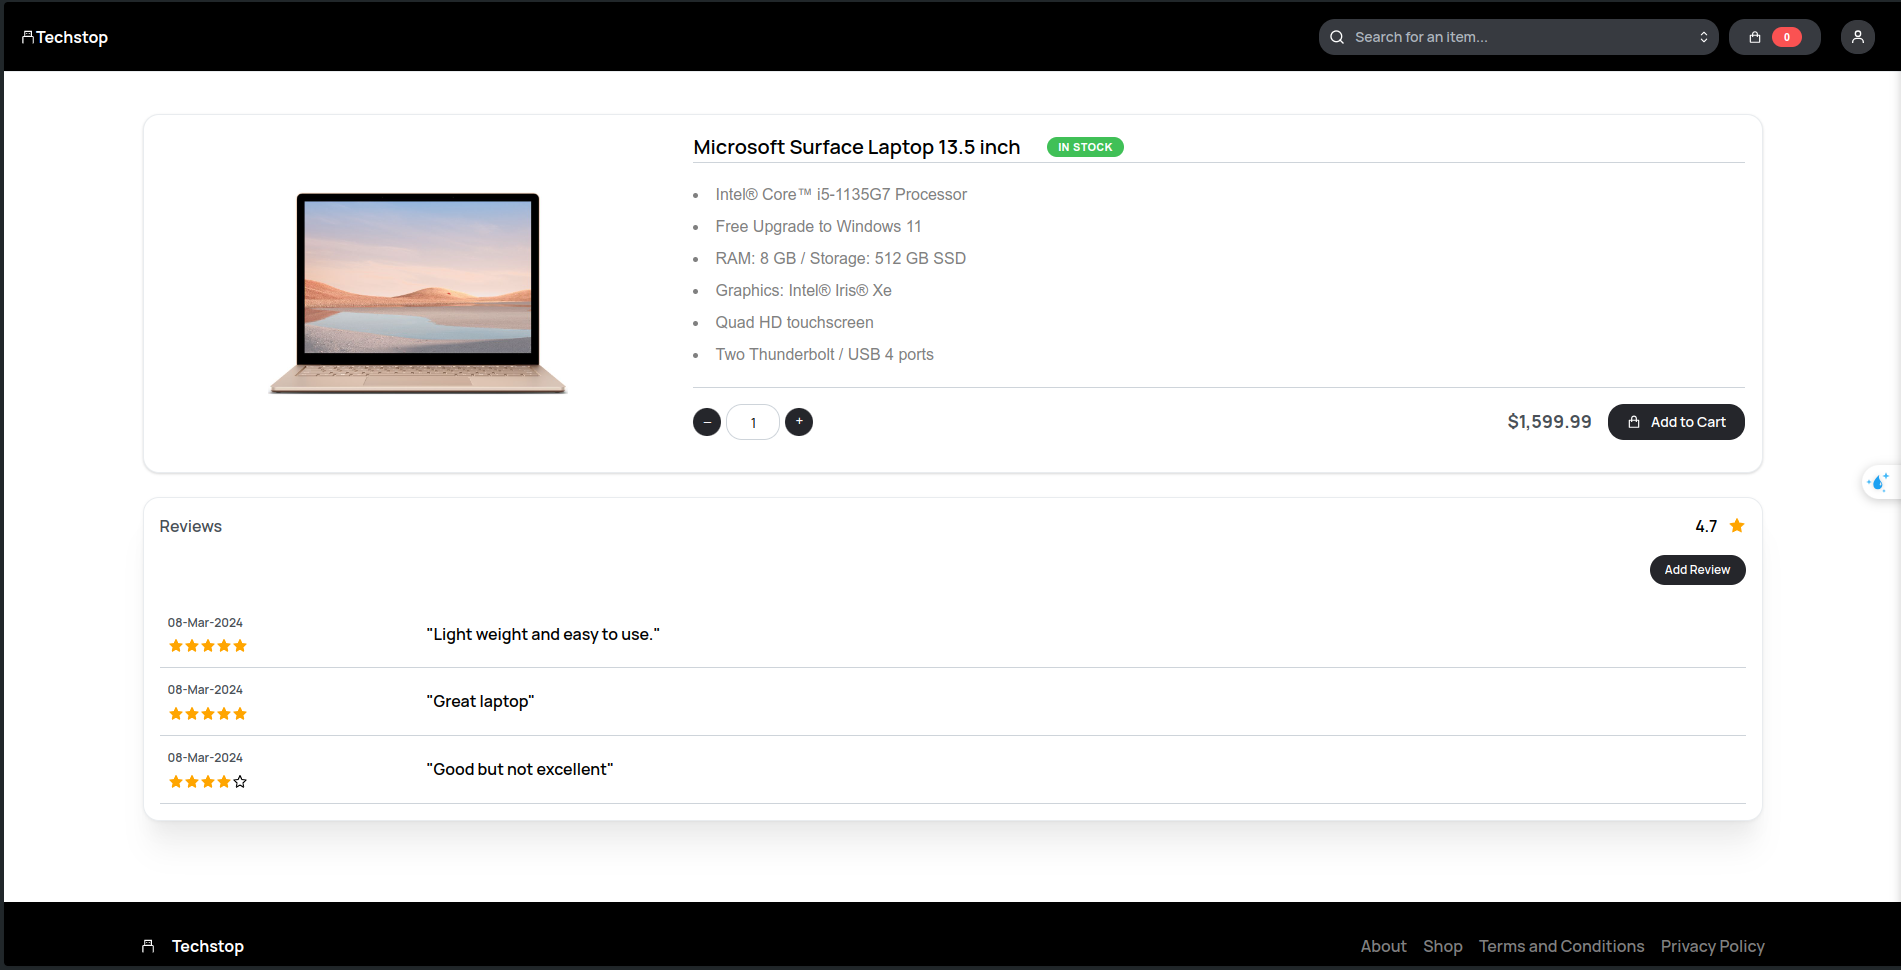 Techstop
Search for an item...
0
Microsoft Surface Laptop 13.5 inch
IN STOCK
Intel® Core™ i5-1135G7 Processor
Free Upgrade to Windows 11
RAM: 8 GB / Storage: 512 GB SSD
Graphics: Intel® Iris® Xe
Quad HD touchscreen
Two Thunderbolt / USB 4 ports
– 1 +
$1,599.99
Add to Cart
Reviews
4.7
Add Review
08-Mar-2024
"Light weight and easy to use."
08-Mar-2024
"Great laptop"
08-Mar-2024
"Good but not excellent"
Techstop
About Shop Terms and Conditions Privacy Policy